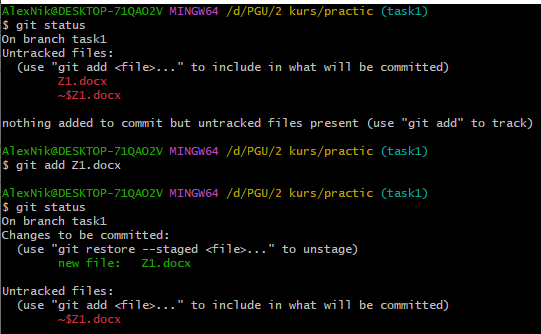 AlexNik@DESKTOP-71QAO2V MINGW64 /d/PGU/2 kurs/practic (task1)
$ git status
On branch task1
Untracked files:
  (use "git add <file>..." to include in what will be committed)
        Z1.docx
        ~$Z1.docx

nothing added to commit but untracked files present (use "git add" to track)

AlexNik@DESKTOP-71QAO2V MINGW64 /d/PGU/2 kurs/practic (task1)
$ git add Z1.docx

AlexNik@DESKTOP-71QAO2V MINGW64 /d/PGU/2 kurs/practic (task1)
$ git status
On branch task1
Changes to be committed:
  (use "git restore --staged <file>..." to unstage)
        new file:   Z1.docx

Untracked files:
  (use "git add <file>..." to include in what will be committed)
        ~$Z1.docx